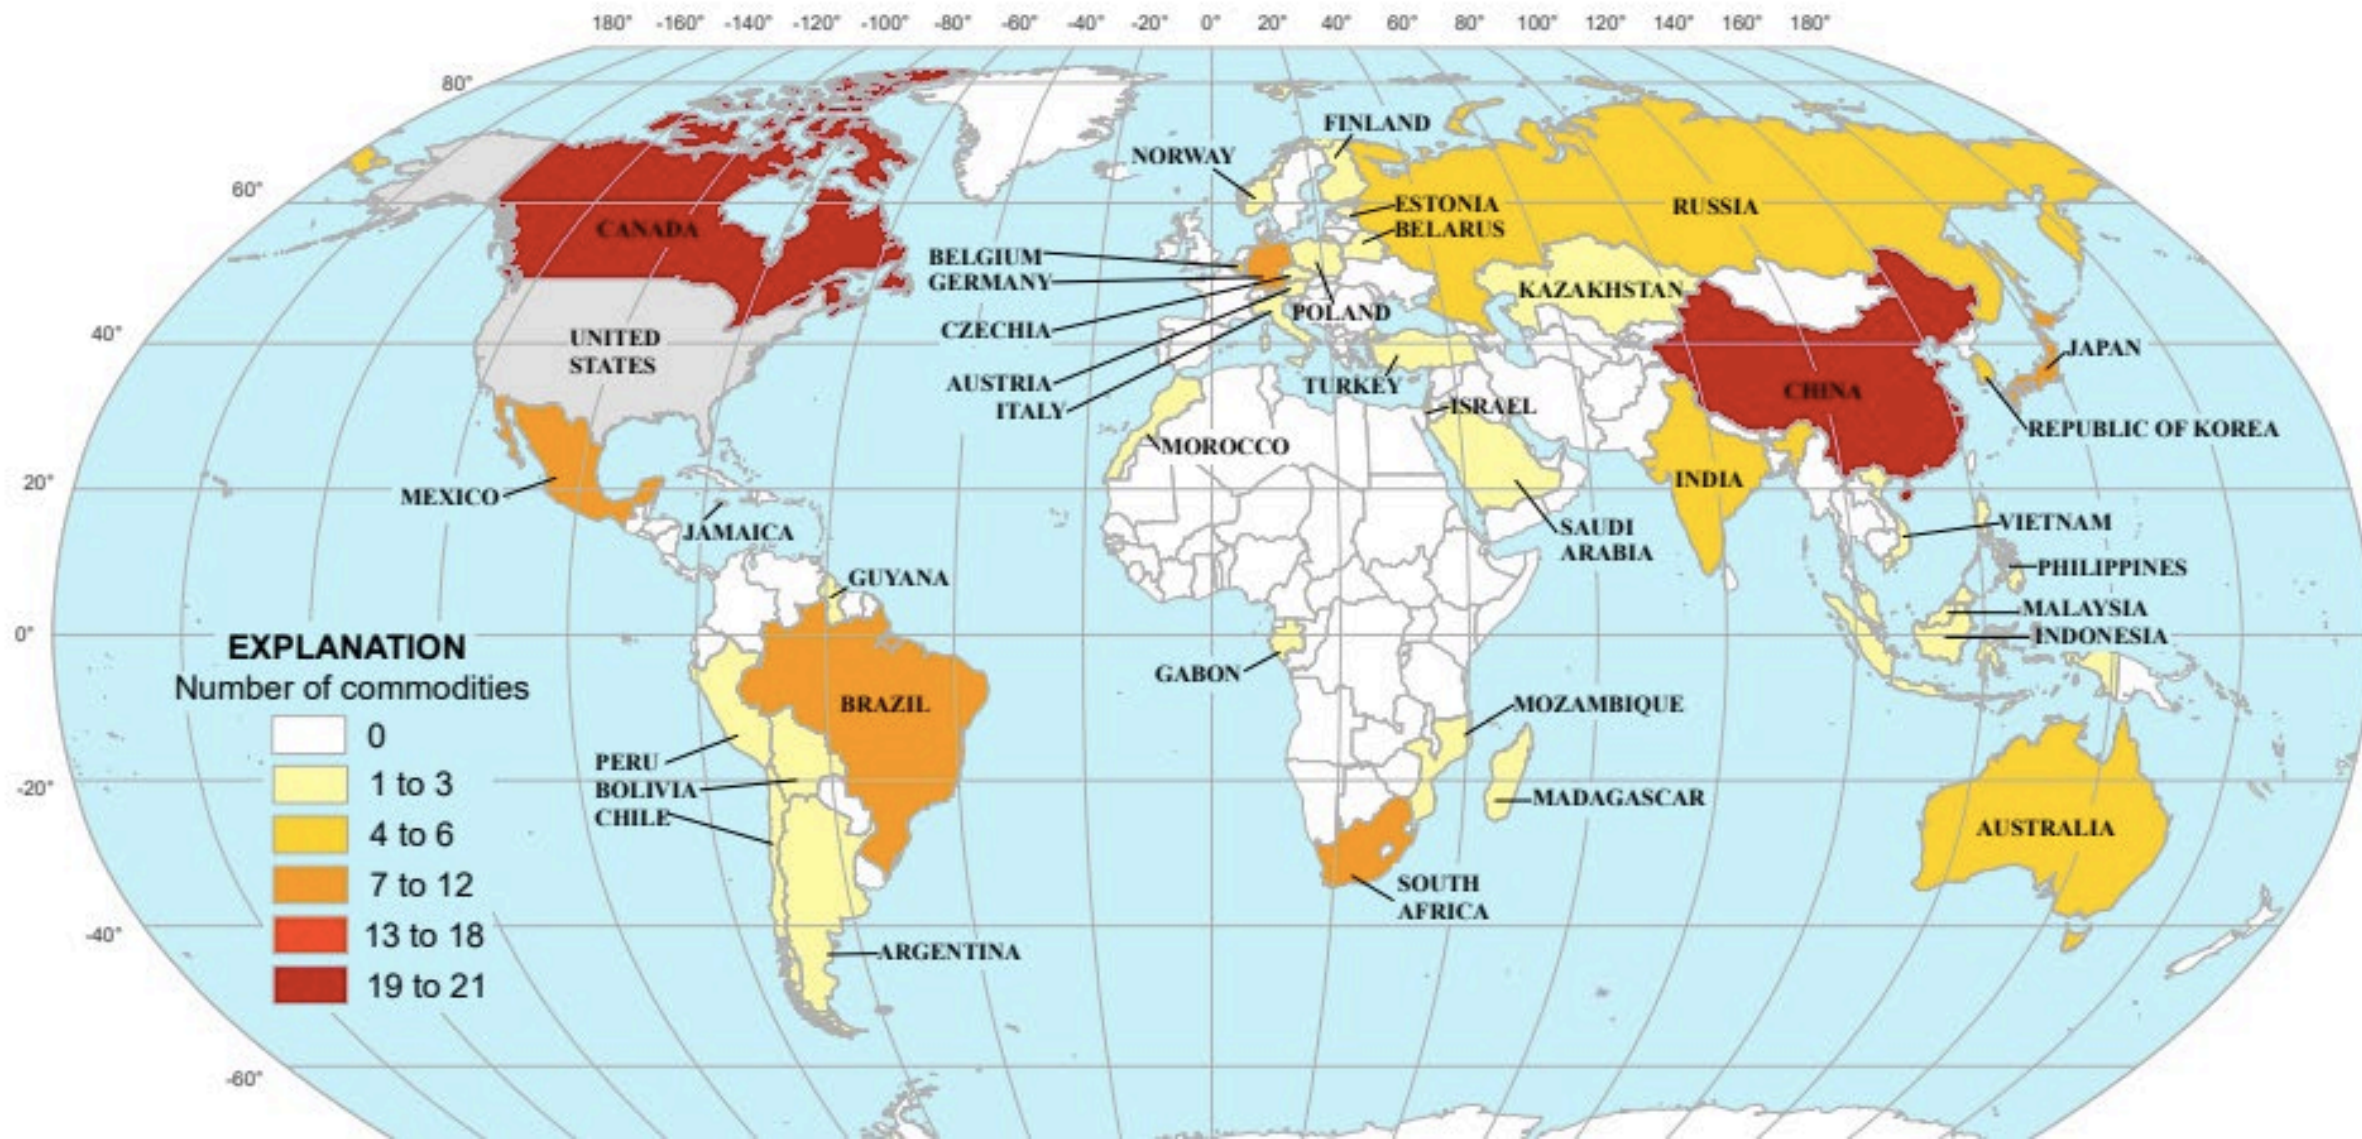 180° -160° -140° -120° -100° -80° -60° -40° -20° 0° 20° 40° 60° 80° 100° 120° 140° 160° 180°
80°
60°
40°
20°
0°
-20°
-40°
-60°
CANADA
UNITED
STATES
MEXICO
JAMAICA
GUYANA
BRAZIL
PERU
BOLIVIA
CHILE
ARGENTINA
NORWAY
FINLAND
ESTONIA
BELARUS
RUSSIA
BELGIUM
GERMANY
CZECHIA
AUSTRIA
ITALY
POLAND
KAZAKHSTAN
TURKEY
ISRAEL
MOROCCO
SAUDI
ARABIA
INDIA
CHINA
JAPAN
REPUBLIC OF KOREA
VIETNAM
PHILIPPINES
MALAYSIA
INDONESIA
GABON
MOZAMBIQUE
MADAGASCAR
SOUTH
AFRICA
AUSTRALIA
EXPLANATION
Number of commodities
0
1 to 3
4 to 6
7 to 12
13 to 18
19 to 21